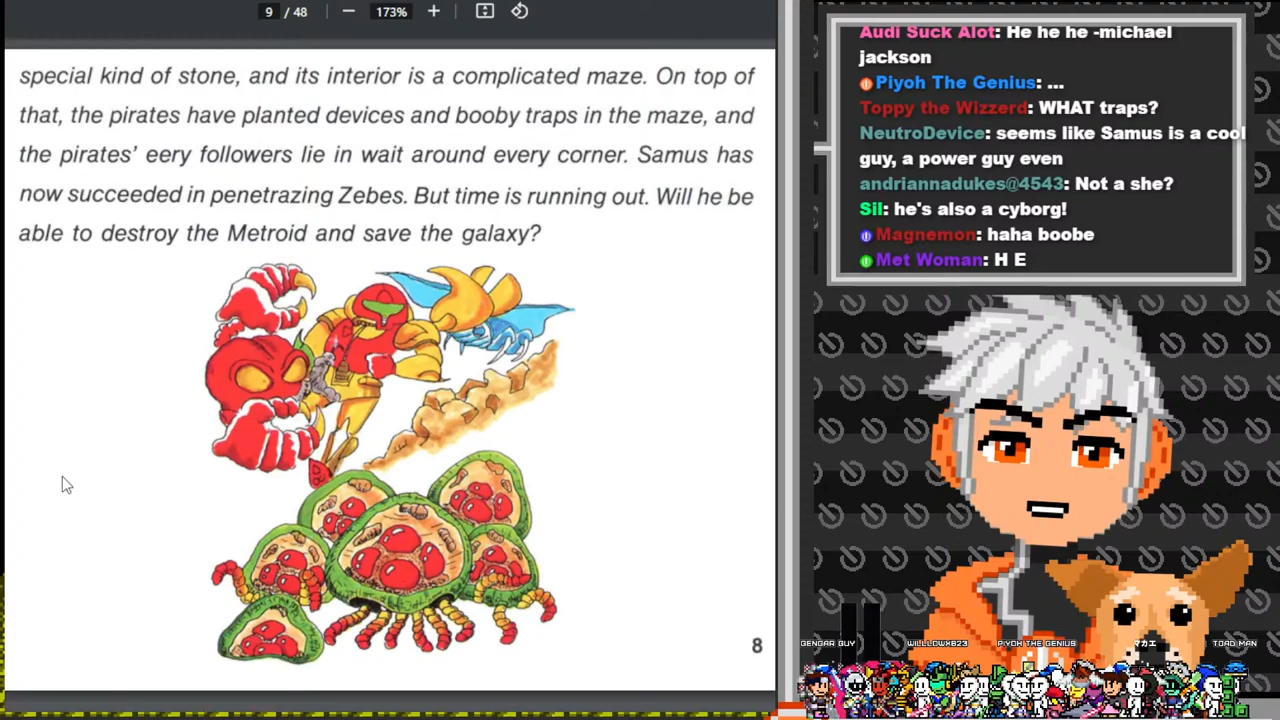 9 / 48 | — 173% +
special kind of stone, and its interior is a complicated maze. On top of
that, the pirates have planted devices and booby traps in the maze, and
the pirates' eery followers lie in wait around every corner. Samus has
now succeeded in penetrazing Zebes. But time is running out. Will he be
able to destroy the Metroid and save the galaxy?
8
Audi Suck Alot: He he he -michael
jackson
Piyoh The Genius: ...
Toppy the Wizzerd: WHAT traps?
NeutroDevice: seems like Samus is a cool
guy, a power guy even
andriannadukes@4543: Not a she?
Sil: he's also a cyborg!
Magnemon: haha boobe
Met Woman: H E
GENGAR GUY
WILLLOWX823
PIYOH THE GENIUS
マカエ
TOAD MAN